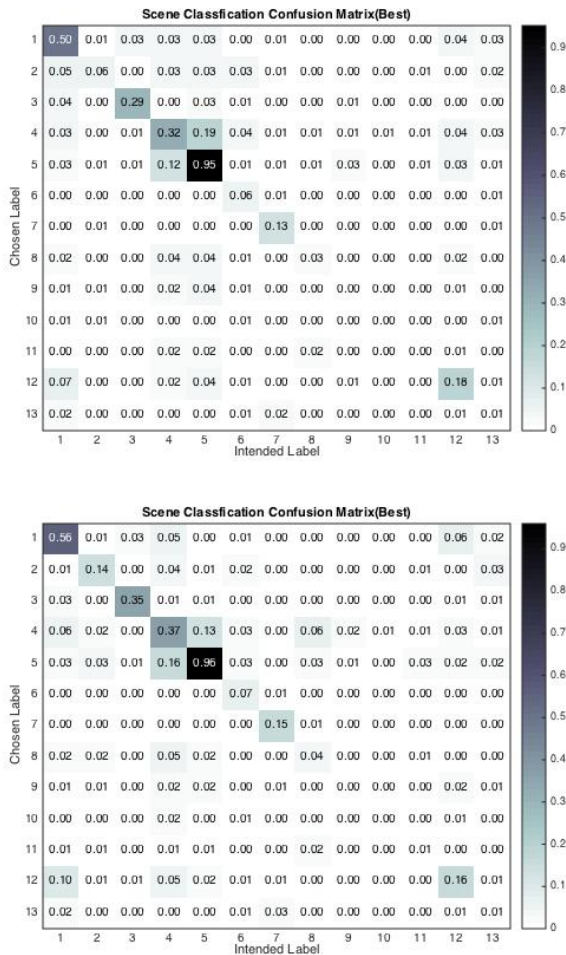 Scene Classfication Confusion Matrix(Best)
1 0.50 0.01 0.03 0.03 0.03 0.00 0.01 0.00 0.00 0.00 0.00 0.04 0.03
2 0.05 0.06 0.00 0.03 0.03 0.03 0.01 0.00 0.00 0.00 0.01 0.00 0.02
3 0.04 0.00 0.29 0.00 0.03 0.01 0.00 0.00 0.01 0.00 0.00 0.01 0.01
4 0.03 0.00 0.01 0.32 0.19 0.04 0.01 0.01 0.01 0.01 0.01 0.04 0.03
5 0.03 0.01 0.01 0.12 0.95 0.01 0.01 0.01 0.03 0.00 0.01 0.03 0.01
6 0.00 0.00 0.00 0.00 0.00 0.06 0.01 0.00 0.00 0.00 0.00 0.00 0.01
7 0.00 0.01 0.00 0.00 0.00 0.00 0.13 0.00 0.00 0.00 0.00 0.00 0.01
8 0.02 0.00 0.00 0.04 0.04 0.01 0.00 0.03 0.00 0.00 0.00 0.02 0.00
9 0.01 0.01 0.00 0.02 0.04 0.01 0.00 0.00 0.00 0.00 0.00 0.00 0.01
10 0.01 0.01 0.00 0.00 0.00 0.01 0.00 0.00 0.00 0.00 0.00 0.00 0.01
11 0.00 0.00 0.00 0.02 0.02 0.00 0.00 0.02 0.00 0.00 0.00 0.01 0.00
12 0.07 0.00 0.00 0.02 0.04 0.01 0.00 0.00 0.01 0.00 0.00 0.18 0.01
13 0.02 0.00 0.00 0.00 0.00 0.01 0.02 0.00 0.00 0.00 0.00 0.01 0.01
1 2 3 4 5 6 7 8 9 10 11 12 13
Intended Label
Chosen Label
0.9
0.8
0.7
0.6
0.5
0.4
0.3
0.2
0.1
0
Scene Classfication Confusion Matrix(Best)
1 0.56 0.01 0.03 0.05 0.00 0.01 0.00 0.00 0.00 0.00 0.00 0.06 0.02
2 0.01 0.14 0.00 0.04 0.01 0.02 0.00 0.00 0.00 0.00 0.01 0.00 0.03
3 0.03 0.00 0.35 0.01 0.01 0.00 0.00 0.00 0.00 0.00 0.00 0.01 0.01
4 0.06 0.02 0.00 0.37 0.13 0.03 0.00 0.06 0.02 0.01 0.01 0.03 0.01
5 0.03 0.03 0.01 0.16 0.96 0.03 0.00 0.03 0.01 0.00 0.03 0.02 0.02
6 0.00 0.00 0.00 0.00 0.00 0.07 0.01 0.00 0.00 0.00 0.00 0.00 0.00
7 0.00 0.00 0.00 0.00 0.00 0.00 0.15 0.01 0.00 0.00 0.00 0.00 0.00
8 0.02 0.02 0.00 0.05 0.02 0.00 0.00 0.04 0.00 0.00 0.01 0.00 0.00
9 0.01 0.01 0.00 0.02 0.02 0.01 0.00 0.00 0.00 0.00 0.00 0.02 0.01
10 0.00 0.00 0.00 0.02 0.00 0.01 0.00 0.00 0.00 0.00 0.00 0.00 0.01
11 0.01 0.01 0.00 0.01 0.01 0.00 0.00 0.02 0.00 0.00 0.00 0.01 0.01
12 0.10 0.01 0.01 0.05 0.02 0.01 0.01 0.00 0.00 0.00 0.00 0.16 0.01
13 0.02 0.00 0.00 0.01 0.00 0.00 0.03 0.00 0.00 0.00 0.00 0.01 0.01
1 2 3 4 5 6 7 8 9 10 11 12 13
Intended Label
Chosen Label
0.9
0.8
0.7
0.6
0.5
0.4
0.3
0.2
0.1
0